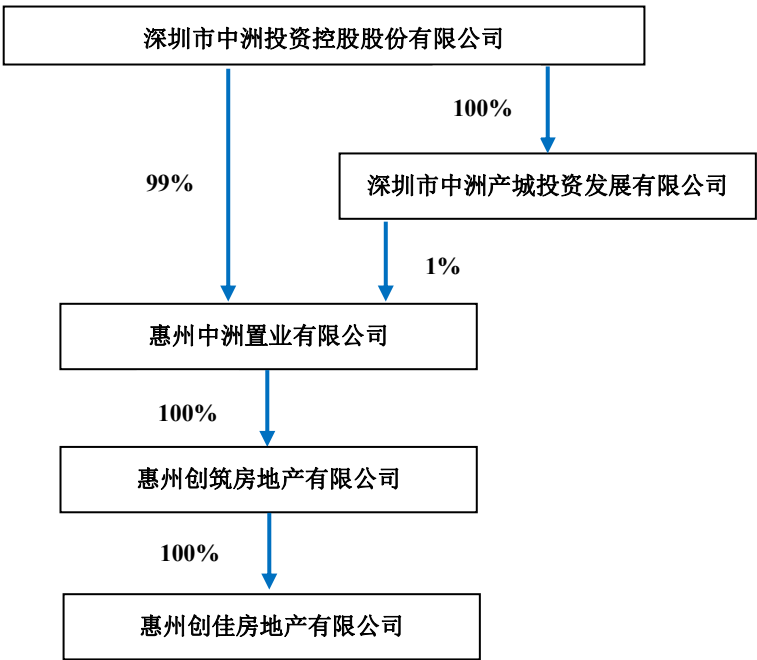 深圳市中洲投资控股股份有限公司
100%
99%
深圳市中洲产城投资发展有限公司
1%
惠州中洲置业有限公司
100%
惠州创筑房地产有限公司
100%
惠州创佳房地产有限公司